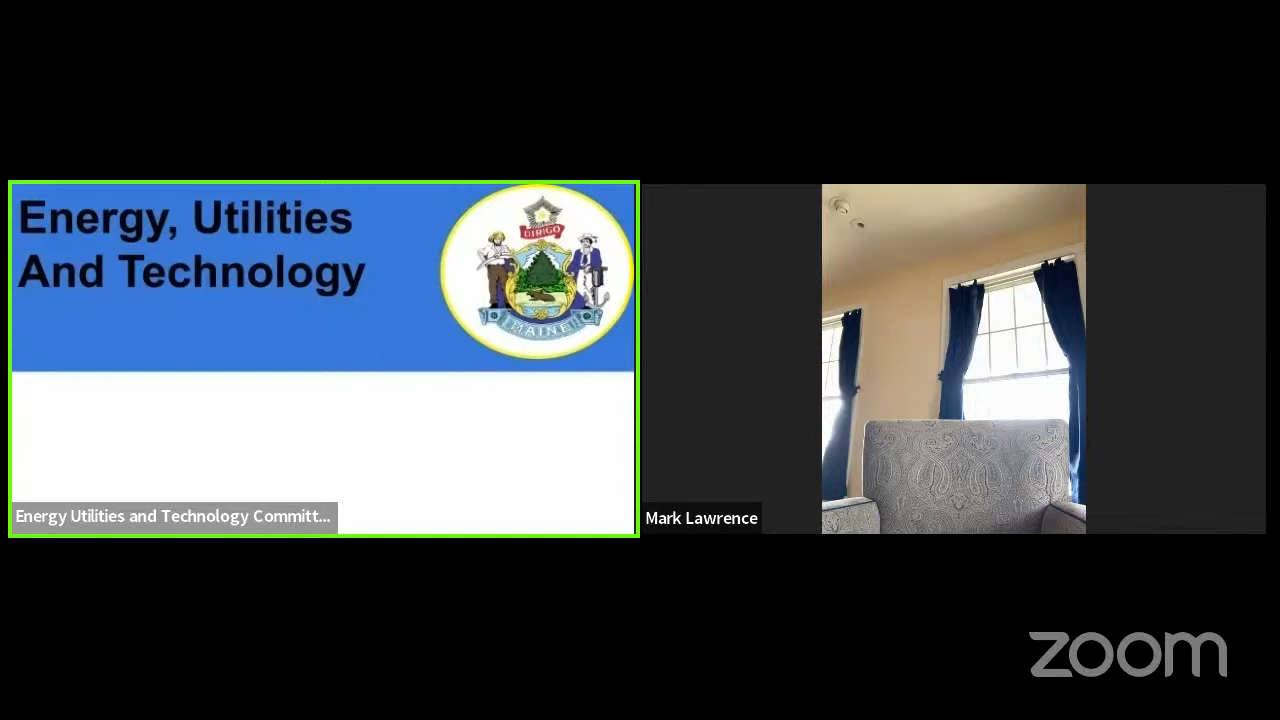 Energy, Utilities
And Technology
DIRIGO
MAINE
Energy Utilities and Technology Committ...
Mark Lawrence
zoom